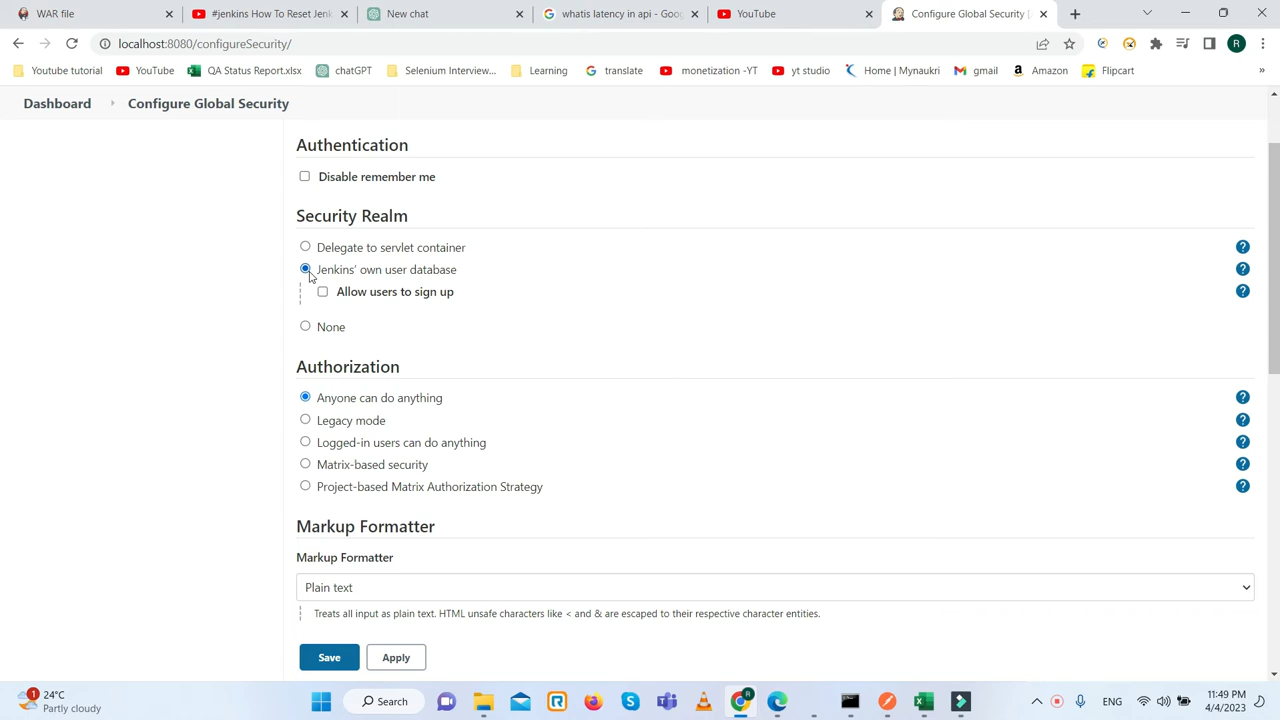 WAR file
#jenkins How To Reset Jenk
New chat
whatis latency in api - Goog
YouTube
Configure Global Security [
localhost:8080/configureSecurity/
R
Youtube tutorial
YouTube
QA Status Report.xlsx
chatGPT
Selenium Interview...
Learning
translate
monetization -YT
yt studio
Home | Mynaukri
gmail
Amazon
Flipcart
»
Dashboard
Configure Global Security
Authentication
Disable remember me
Security Realm
Delegate to servlet container
?
Jenkins' own user database
?
Allow users to sign up
?
None
Authorization
Anyone can do anything
?
Legacy mode
?
Logged-in users can do anything
?
Matrix-based security
?
Project-based Matrix Authorization Strategy
?
Markup Formatter
Markup Formatter
Plain text
Treats all input as plain text. HTML unsafe characters like < and & are escaped to their respective character entities.
Save
Apply
1
24°C
Partly cloudy
Search
ENG
11:49 PM
4/4/2023